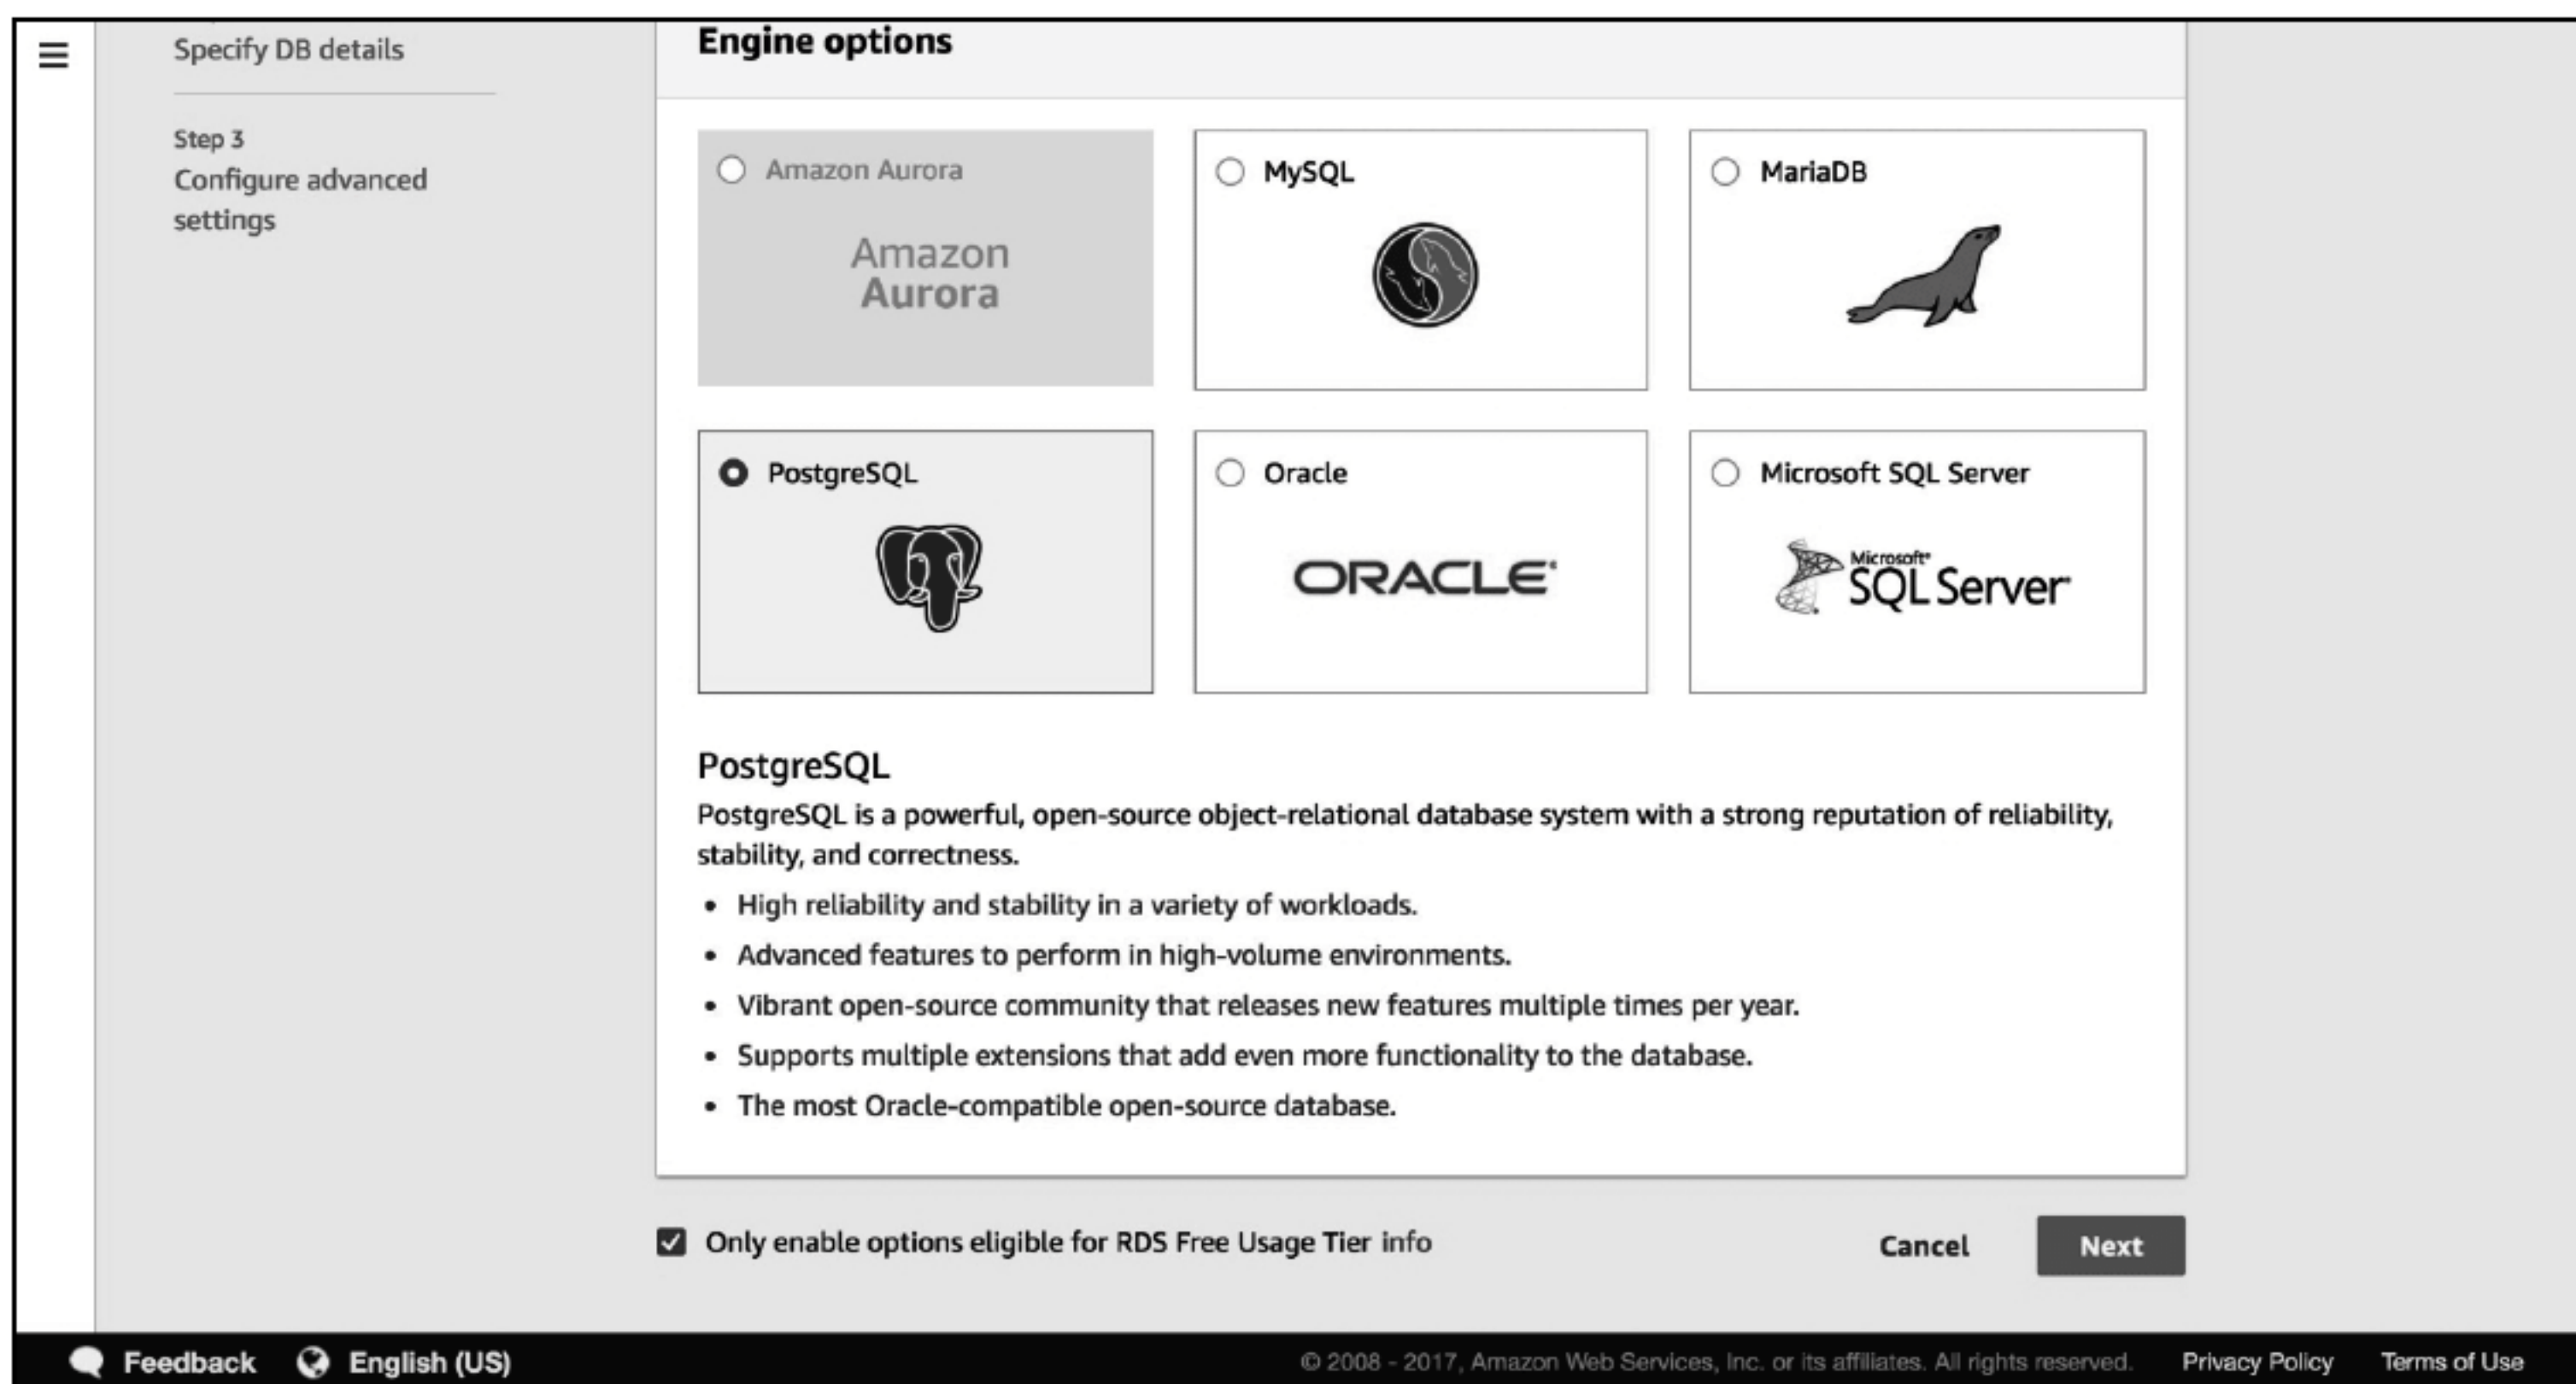 Specify DB details
Step 3
Configure advanced
settings
Engine options
Amazon Aurora
Amazon
Aurora
MySQL
MariaDB
PostgreSQL
Oracle
ORACLE
Microsoft SQL Server
Microsoft®
SQL Server
PostgreSQL
PostgreSQL is a powerful, open-source object-relational database system with a strong reputation of reliability,
stability, and correctness.
• High reliability and stability in a variety of workloads.
• Advanced features to perform in high-volume environments.
• Vibrant open-source community that releases new features multiple times per year.
• Supports multiple extensions that add even more functionality to the database.
• The most Oracle-compatible open-source database.
Only enable options eligible for RDS Free Usage Tier info
Cancel
Next
Feedback
English (US)
© 2008 - 2017, Amazon Web Services, Inc. or its affiliates. All rights reserved.
Privacy Policy
Terms of Use